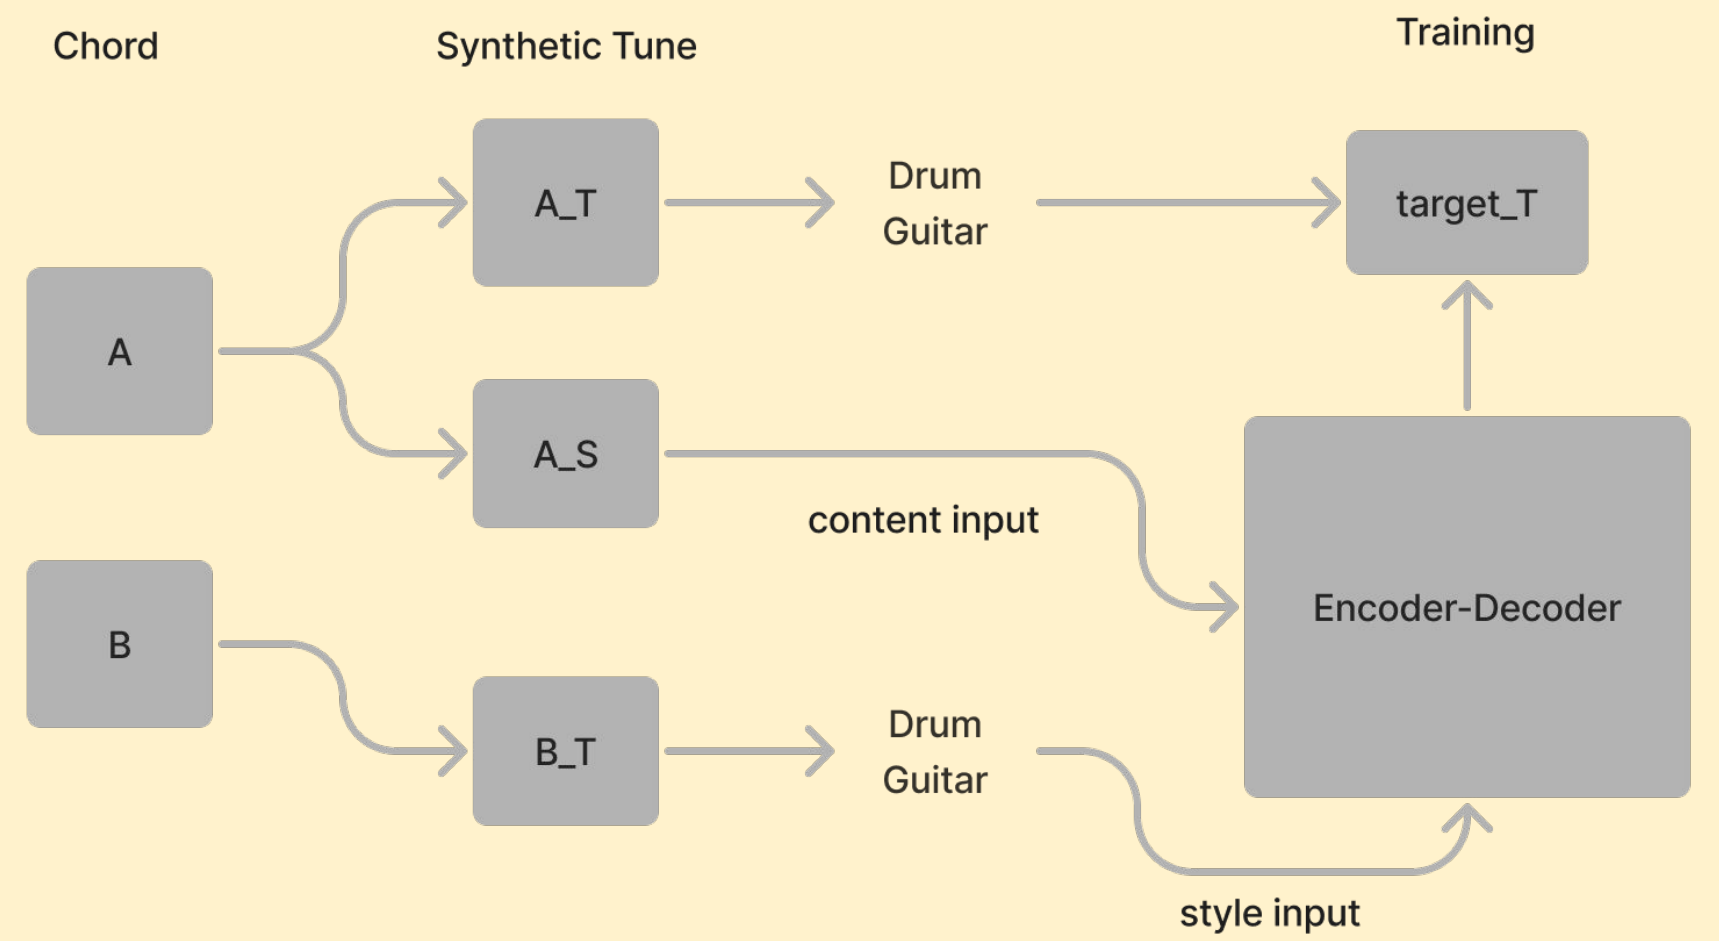 Chord
Synthetic Tune
Training
A_T
Drum
Guitar
target_T
A
A_S
content input
Encoder-Decoder
B
B_T
Drum
Guitar
style input